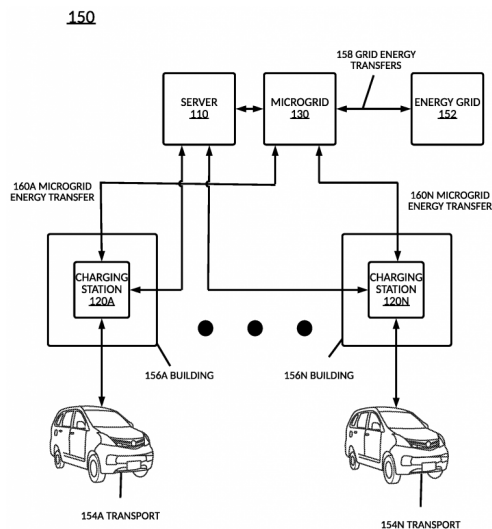 150
158 GRID ENERGY
TRANSFERS
SERVER
110
MICROGRID
130
ENERGY GRID
152
160A MICROGRID
ENERGY TRANSFER
160N MICROGRID
ENERGY TRANSFER
CHARGING
STATION
120A
CHARGING
STATION
120N
156A BUILDING
156N BUILDING
154A TRANSPORT
154N TRANSPORT